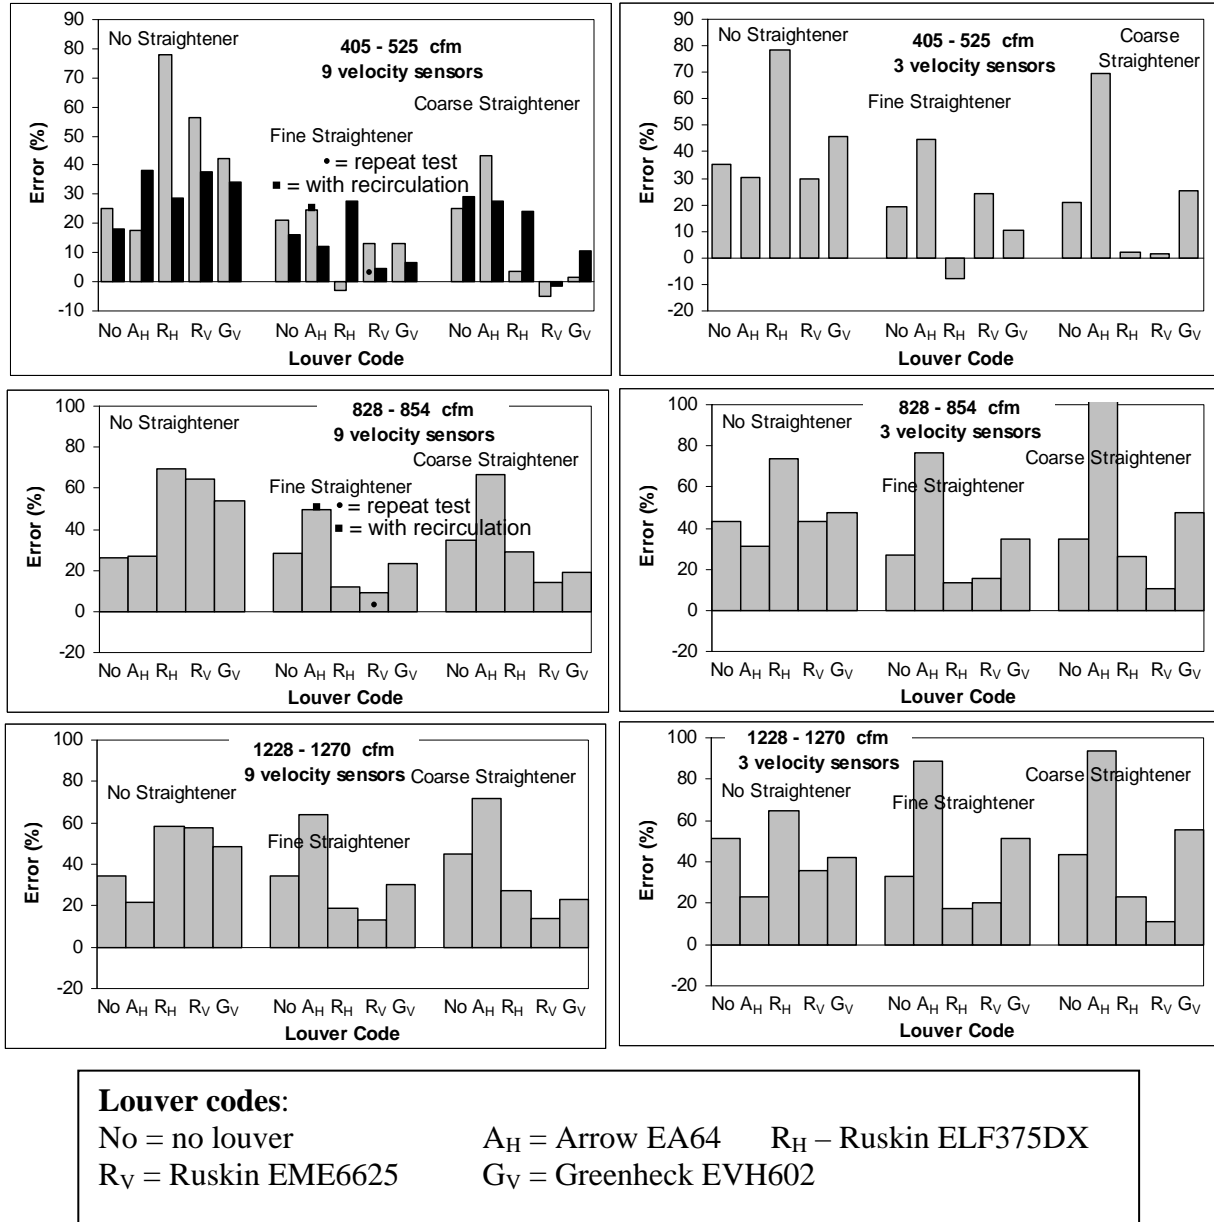 90
80
70
60
50
40
30
20
10
0
-10
Error (%)
No Straightener
405 - 525 cfm
9 velocity sensors
Coarse Straightener
Fine Straightener
• = repeat test
■ = with recirculation
No AH RH RV GV No AH RH RV GV No AH RH RV GV
Louver Code
90
80
70
60
50
40
30
20
10
0
-10
-20
Error (%)
No Straightener
405 - 525 cfm
3 velocity sensors
Coarse
Straightener
Fine Straightener
No AH RH RV GV No AH RH RV GV No AH RH RV GV
Louver Code
100
80
60
40
20
0
-20
Error (%)
828 - 854 cfm
9 velocity sensors
No Straightener
Coarse Straightener
Fine Straightener
• = repeat test
■ = with recirculation
No AH RH RV GV No AH RH RV GV No AH RH RV GV
Louver Code
100
80
60
40
20
0
-20
Error (%)
828 - 854 cfm
3 velocity sensors
No Straightener
Coarse Straightener
Fine Straightener
No AH RH RV GV No AH RH RV GV No AH RH RV GV
Louver Code
100
80
60
40
20
0
-20
Error (%)
1228 - 1270 cfm
9 velocity sensors
Coarse Straightener
No Straightener
Fine Straightener
No AH RH RV GV No AH RH RV GV No AH RH RV GV
Louver Code
100
80
60
40
20
0
-20
Error (%)
1228 - 1270 cfm
3 velocity sensors
Coarse Straightener
No Straightener
Fine Straightener
No AH RH RV GV No AH RH RV GV No AH RH RV GV
Louver Code
Louver codes:
No = no louver AH = Arrow EA64 RH – Ruskin ELF375DX
RV = Ruskin EME6625 GV = Greenheck EVH602